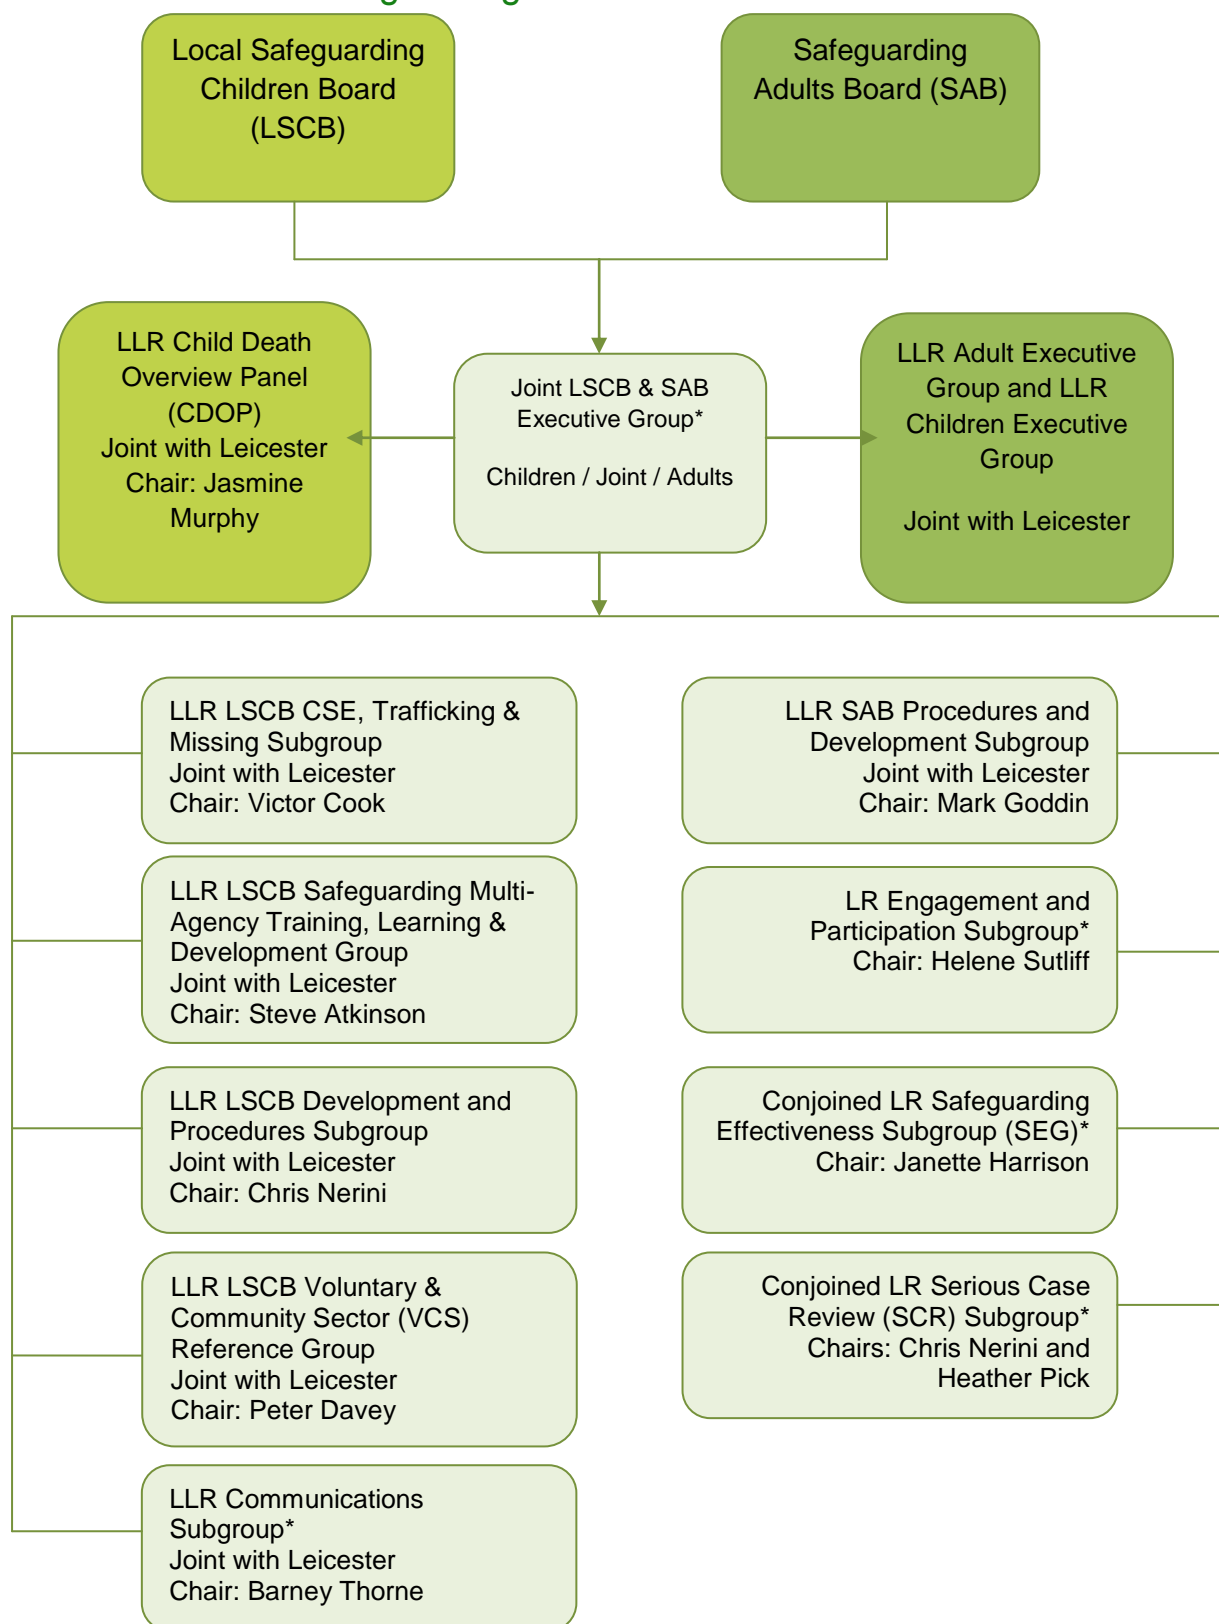 Local Safeguarding
Children Board
(LSCB)
Safeguarding
Adults Board (SAB)
LLR Child Death
Overview Panel
(CDOP)
Joint with Leicester
Chair: Jasmine
Murphy
Joint LSCB & SAB
Executive Group*
Children / Joint / Adults
LLR Adult Executive
Group and LLR
Children Executive
Group
Joint with Leicester
LLR LSCB CSE, Trafficking &
Missing Subgroup
Joint with Leicester
Chair: Victor Cook
LLR LSCB Safeguarding Multi-
Agency Training, Learning &
Development Group
Joint with Leicester
Chair: Steve Atkinson
LLR LSCB Development and
Procedures Subgroup
Joint with Leicester
Chair: Chris Nerini
LLR LSCB Voluntary &
Community Sector (VCS)
Reference Group
Joint with Leicester
Chair: Peter Davey
LLR Communications
Subgroup*
Joint with Leicester
Chair: Barney Thorne
LLR SAB Procedures and
Development Subgroup
Joint with Leicester
Chair: Mark Goddin
LR Engagement and
Participation Subgroup*
Chair: Helene Sutliff
Conjoined LR Safeguarding
Effectiveness Subgroup (SEG)*
Chair: Janette Harrison
Conjoined LR Serious Case
Review (SCR) Subgroup*
Chairs: Chris Nerini and
Heather Pick